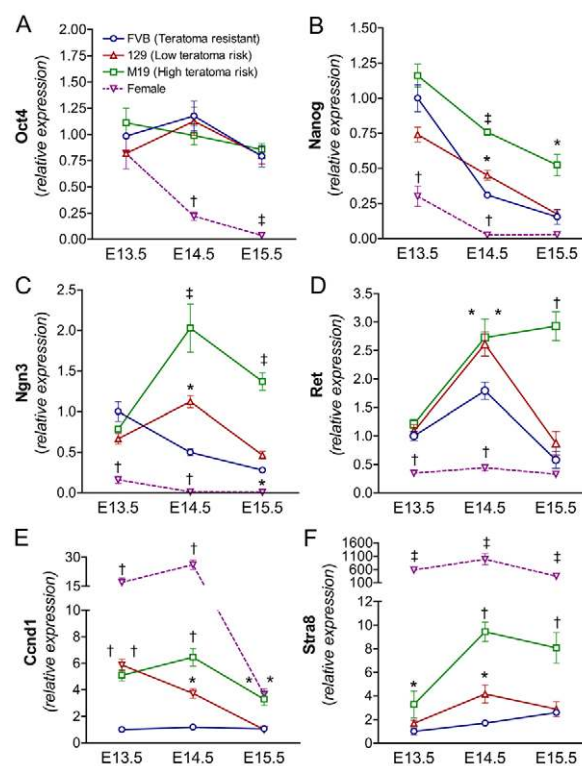 A
FVB (Teratoma resistant)
129 (Low teratoma risk)
M19 (High teratoma risk)
Female
Oct4
(relative expression)
2.00
1.75
1.50
1.25
1.00
0.75
0.50
0.25
0.00
†
‡
E13.5 E14.5 E15.5
B
Nanog
(relative expression)
1.50
1.25
1.00
0.75
0.50
0.25
0.00
‡
*
*
†
†
E13.5 E14.5 E15.5
C
Ngn3
(relative expression)
2.5
2.0
1.5
1.0
0.5
0.0
‡
‡
*
†
†
*
E13.5 E14.5 E15.5
D
Ret
(relative expression)
3.5
3.0
2.5
2.0
1.5
1.0
0.5
0.0
* *
†
†
†
E13.5 E14.5 E15.5
E
Ccnd1
(relative expression)
30
15
8
6
4
2
0
†
†
† †
†
*
* *
E13.5 E14.5 E15.5
F
Stra8
(relative expression)
1600
1100
600
100
10
8
6
4
2
0
‡
‡
‡
†
†
*
*
E13.5 E14.5 E15.5